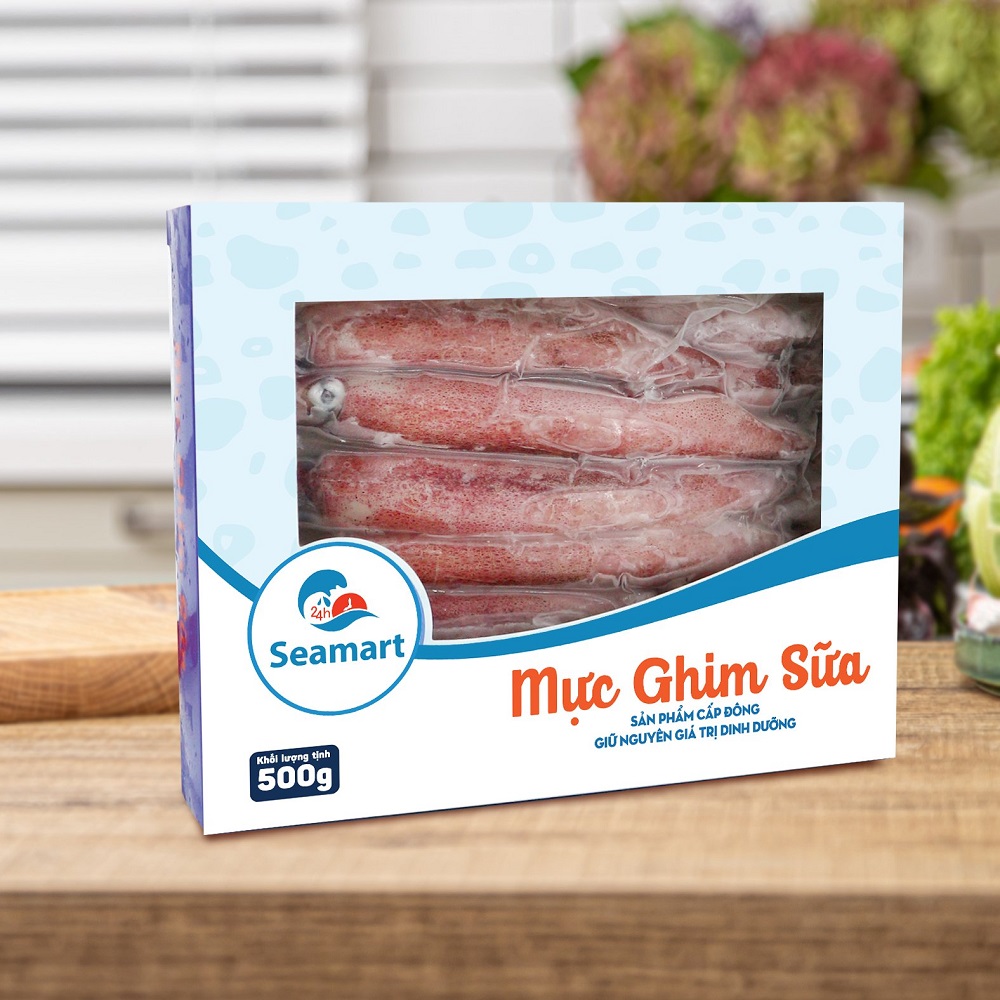 24h
Seamart
Mực Ghim Sữa
SẢN PHẨM CẤP ĐÔNG
GIỮ NGUYÊN GIÁ TRỊ DINH DƯỠNG
Khối lượng tịnh
500g